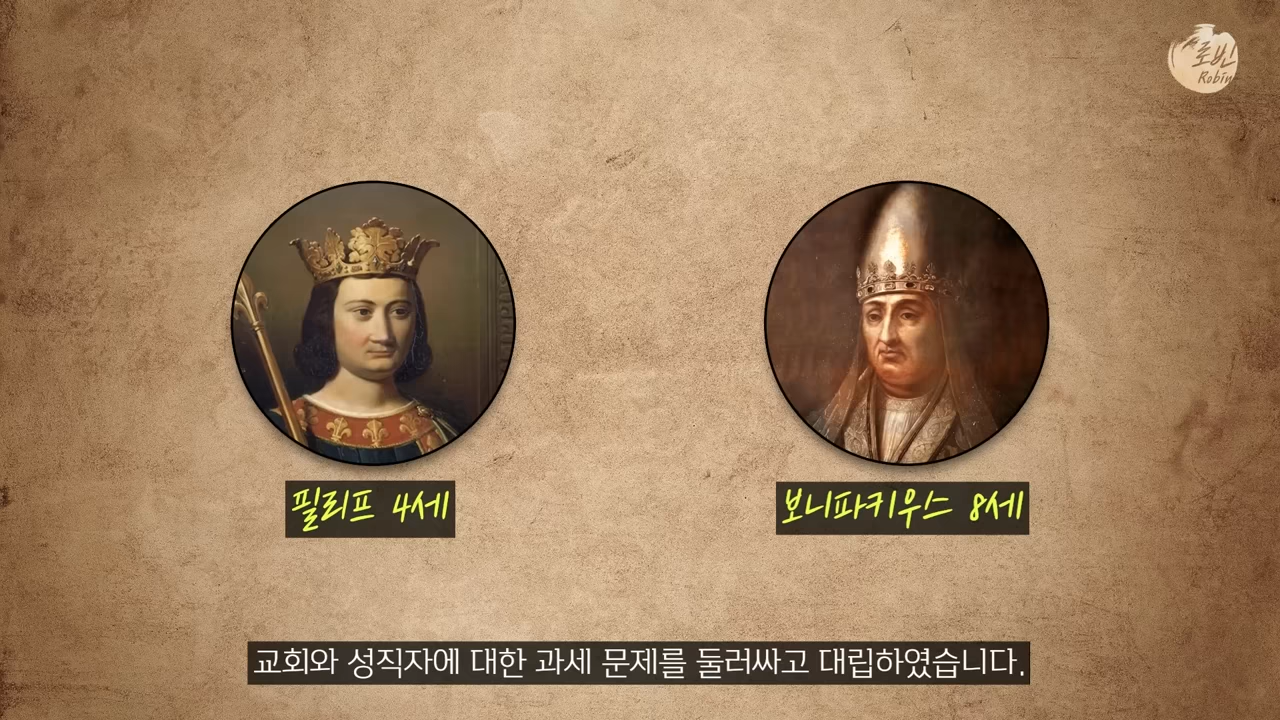 로빈
Robin
필리프 4세
보니파키우스 8세
교회와 성직자에 대한 과세 문제를 둘러싸고 대립하였습니다.